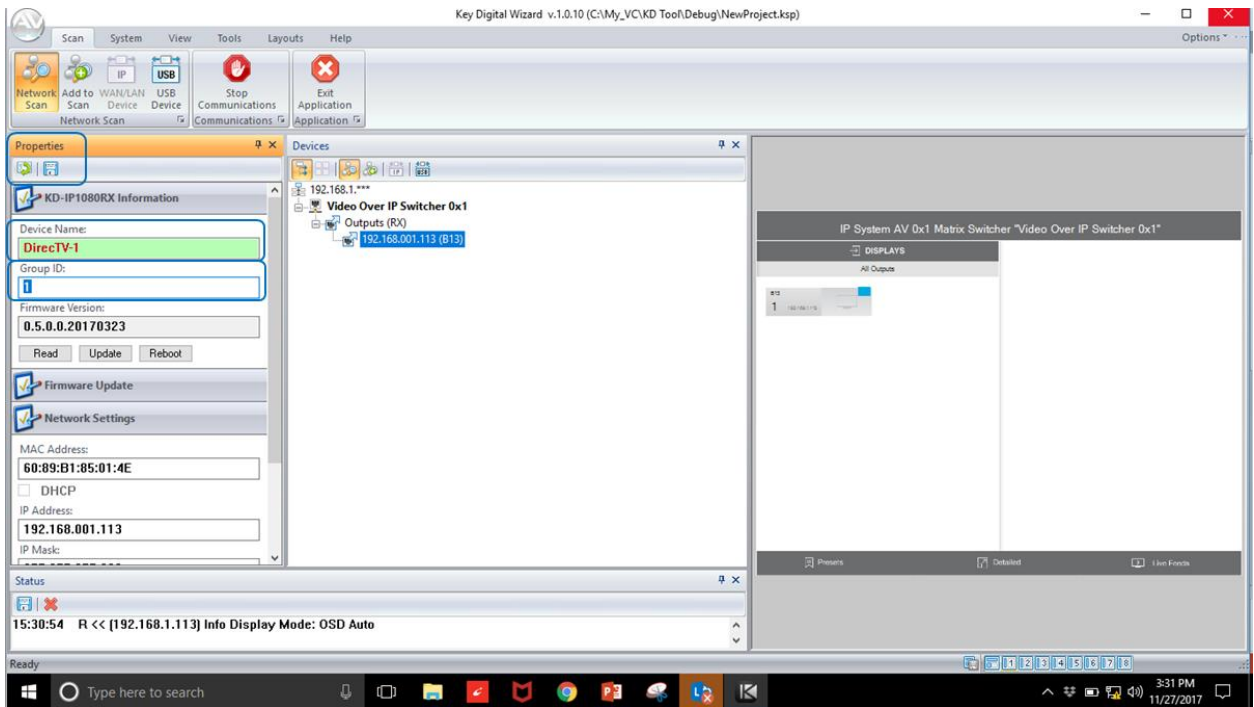 Key Digital Wizard v.1.0.10 (C:\My_VC\KD Tool\Debug\NewProject.ksp)
Scan System View Tools Layouts Help Options
Network Scan
Add to Scan
WAN/LAN Device
USB Device
Stop Communications
Exit Application
IP
USB
Network Scan Communications Application
Properties
KD-IP1080RX Information
Device Name:
DirecTV-1
Group ID:
1
Firmware Version:
0.5.0.0.20170323
Read Update Reboot
Firmware Update
Network Settings
MAC Address:
60:89:B1:85:01:4E
DHCP
IP Address:
192.168.001.113
IP Mask:
Devices
192.168.1.***
Video Over IP Switcher 0x1
Outputs (RX)
192.168.001.113 (B13)
IP System AV 0x1 Matrix Switcher "Video Over IP Switcher 0x1"
DISPLAYS
All Outputs
1
Presets Detailed Live Feeds
Status
15:30:54 R << [192.168.1.113] Info Display Mode: OSD Auto
Ready
1 2 3 4 5 6 7 8
Type here to search
3:31 PM
11/27/2017